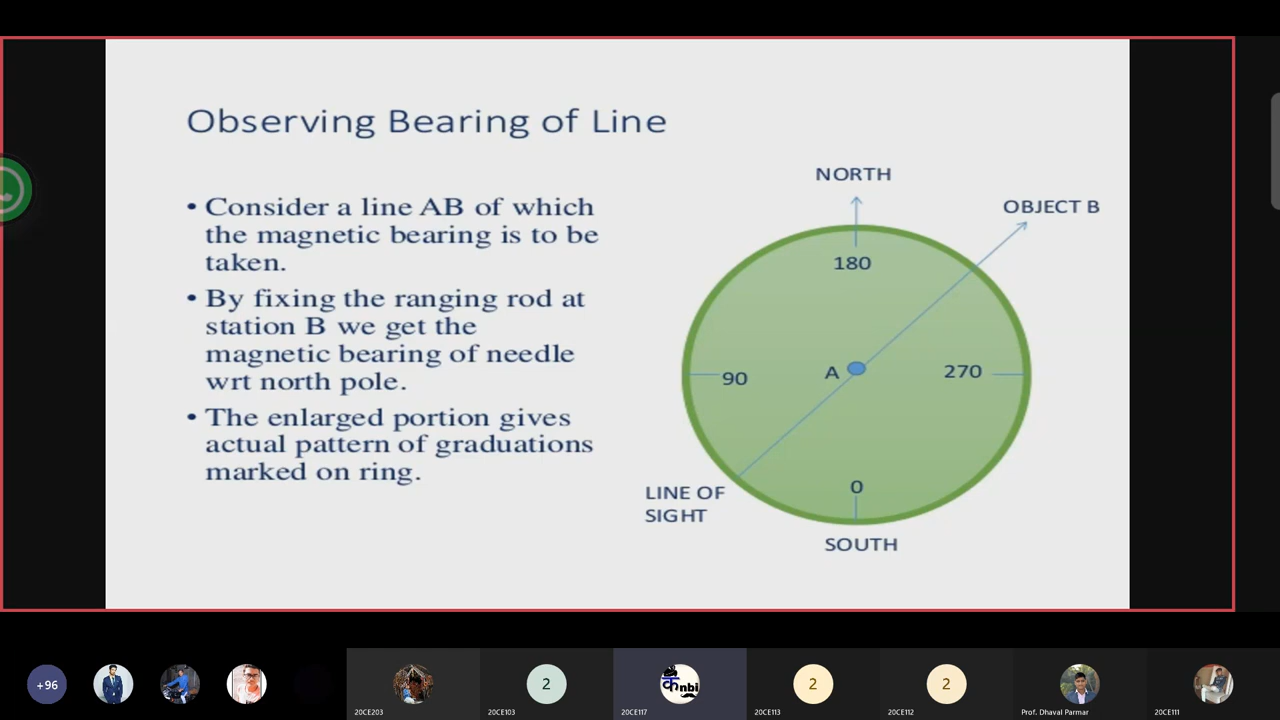 Observing Bearing of Line
• Consider a line AB of which
the magnetic bearing is to be
taken.
• By fixing the ranging rod at
station B we get the
magnetic bearing of needle
wrt north pole.
• The enlarged portion gives
actual pattern of graduations
marked on ring.
NORTH
OBJECT B
180
90
A
270
0
LINE OF
SIGHT
SOUTH
+96
2
कnbi
2
2
20CE203
20CE103
20CE117
20CE113
20CE112
Prof. Dhaval Parmar
20CE111